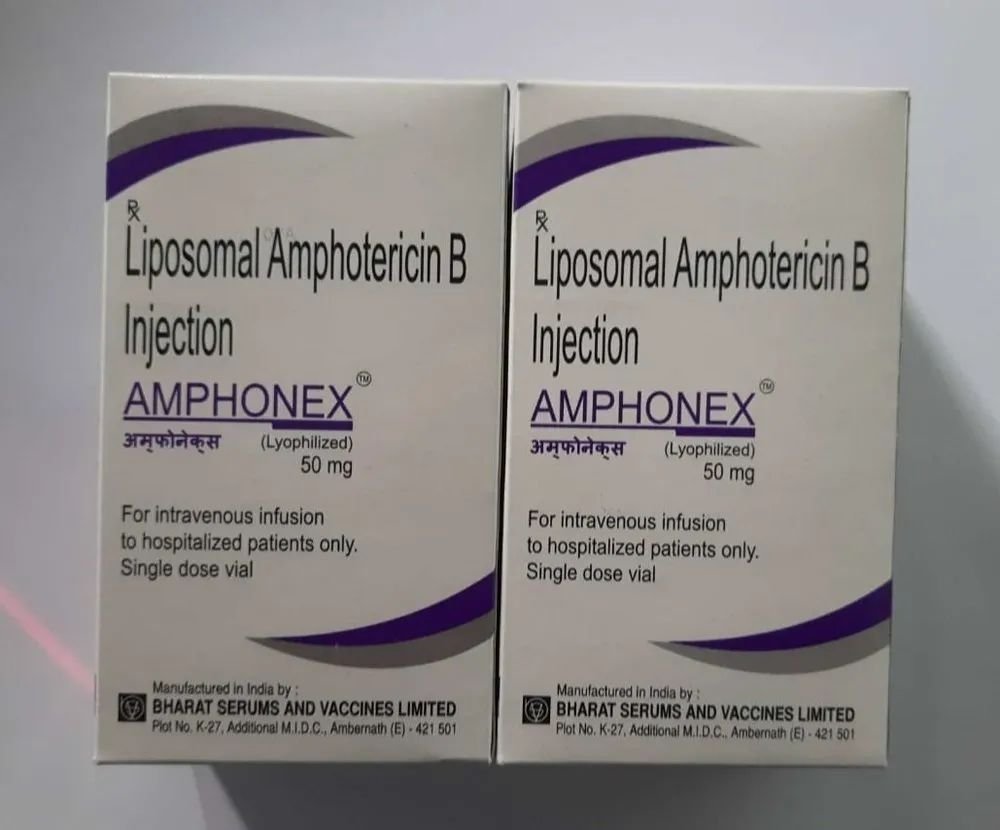 Rx
Liposomal Amphotericin B
Injection
AMPHONEX™
अम्फोनेक्स (Lyophilized)
50 mg
For intravenous infusion
to hospitalized patients only.
Single dose vial
Manufactured in India by :
BHARAT SERUMS AND VACCINES LIMITED
Plot No. K-27, Additional M.I.D.C., Ambernath (E) - 421 501
Rx
Liposomal Amphotericin B
Injection
AMPHONEX™
अम्फोनेक्स (Lyophilized)
50 mg
For intravenous infusion
to hospitalized patients only.
Single dose vial
Manufactured in India by :
BHARAT SERUMS AND VACCINES LIMITED
Plot No. K-27, Additional M.I.D.C., Ambernath (E) - 421 501